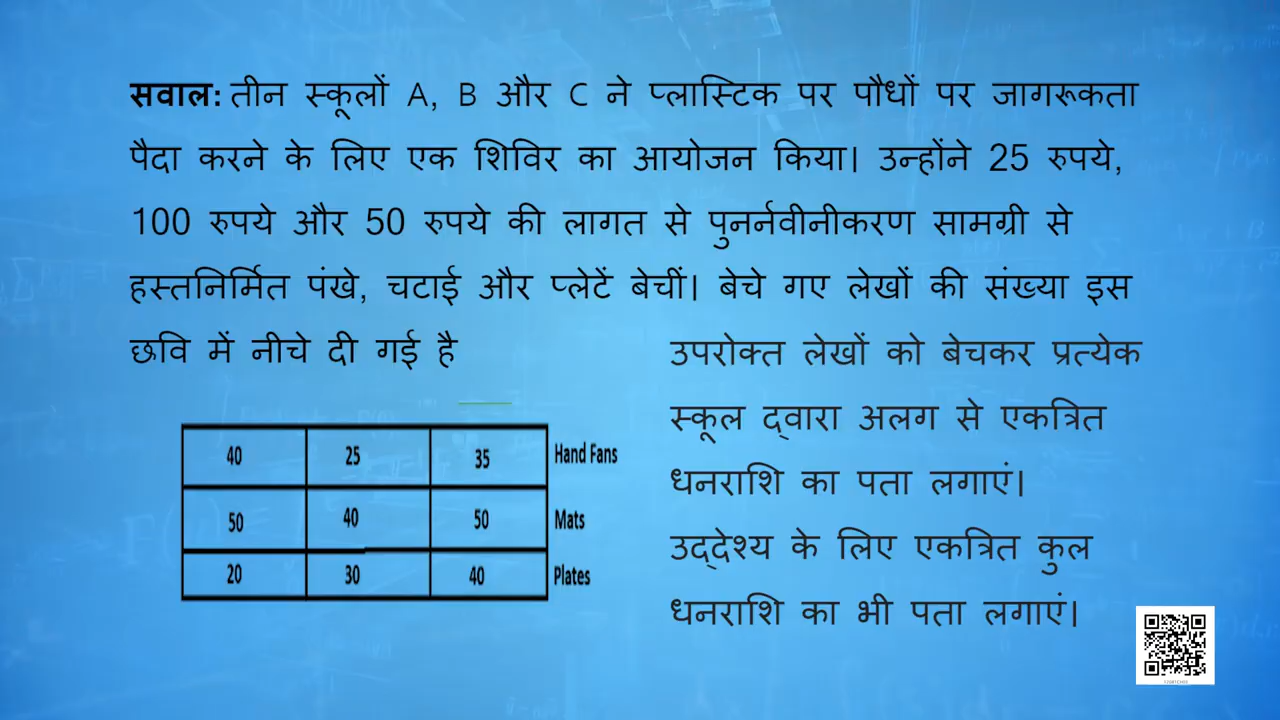 सवाल: तीन स्कूलों A, B और C ने प्लास्टिक पर पौधों पर जागरूकता
पैदा करने के लिए एक शिविर का आयोजन किया। उन्होंने 25 रुपये,
100 रुपये और 50 रुपये की लागत से पुनर्नवीनीकरण सामग्री से
हस्तनिर्मित पंखे, चटाई और प्लेटें बेचीं। बेचे गए लेखों की संख्या इस
छवि में नीचे दी गई है
40 25 35 Hand Fans
50 40 50 Mats
20 30 40 Plates
उपरोक्त लेखों को बेचकर प्रत्येक
स्कूल द्वारा अलग से एकत्रित
धनराशि का पता लगाएं।
उद्देश्य के लिए एकत्रित कुल
धनराशि का भी पता लगाएं।